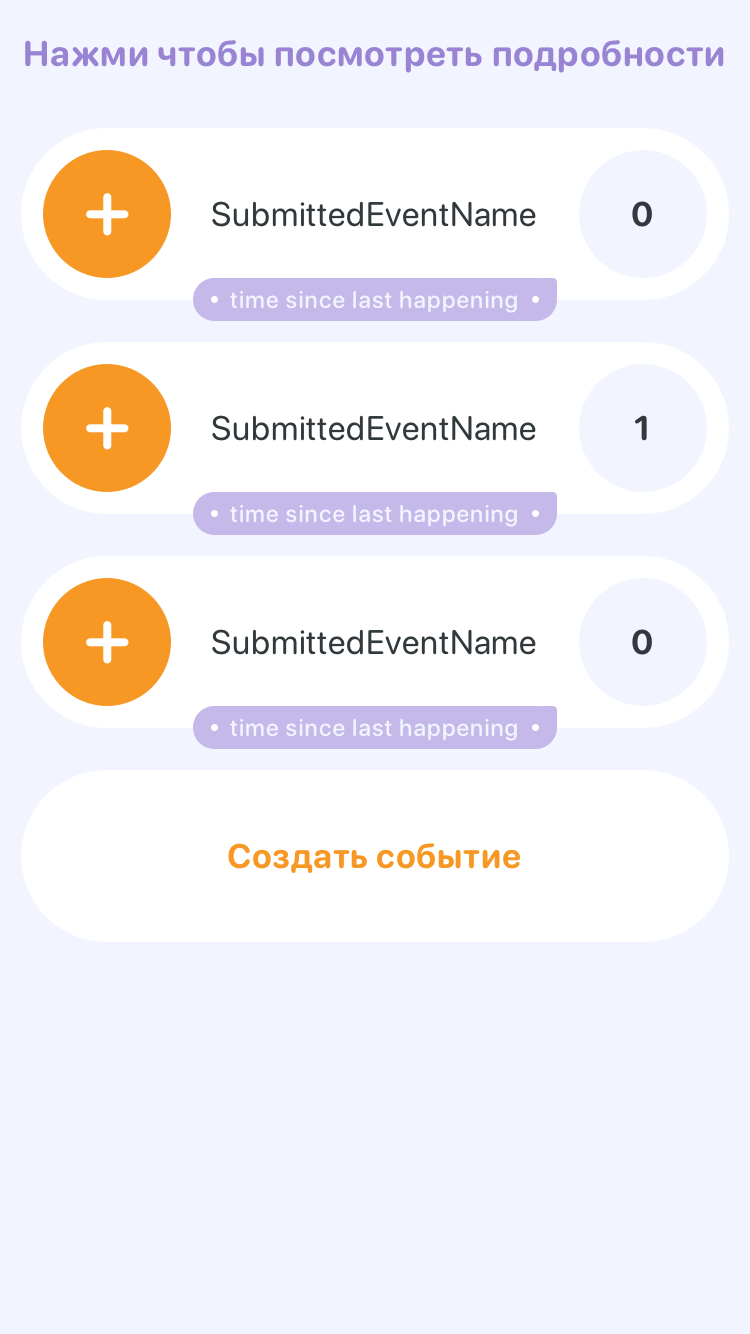 Нажми чтобы посмотреть подробности
SubmittedEventName
0
• time since last happening •
SubmittedEventName
1
• time since last happening •
SubmittedEventName
0
• time since last happening •
Создать событие